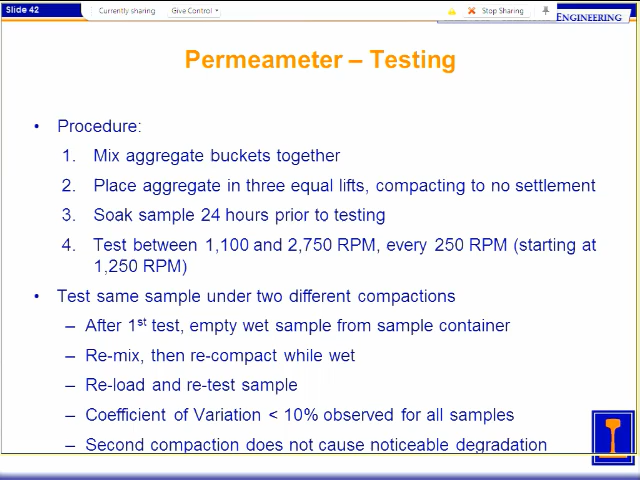 Slide 42
Currently sharing
Give Control
Stop Sharing
ENGINEERING
Permeameter – Testing
• Procedure:
1. Mix aggregate buckets together
2. Place aggregate in three equal lifts, compacting to no settlement
3. Soak sample 24 hours prior to testing
4. Test between 1,100 and 2,750 RPM, every 250 RPM (starting at
1,250 RPM)
• Test same sample under two different compactions
– After 1st test, empty wet sample from sample container
– Re-mix, then re-compact while wet
– Re-load and re-test sample
– Coefficient of Variation < 10% observed for all samples
– Second compaction does not cause noticeable degradation